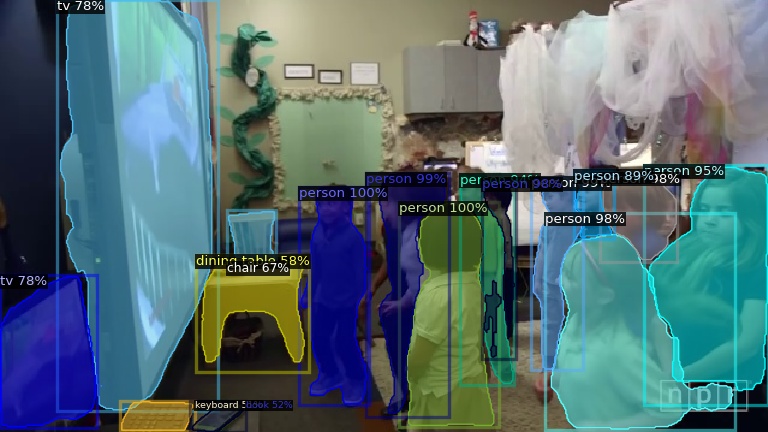 tv 78%
person 95%
person 89%
98%
person 99%
person 98%
person 100%
person 100%
person 98%
dining table 58%
chair 67%
tv 78%
keyboard
book 52%
npr